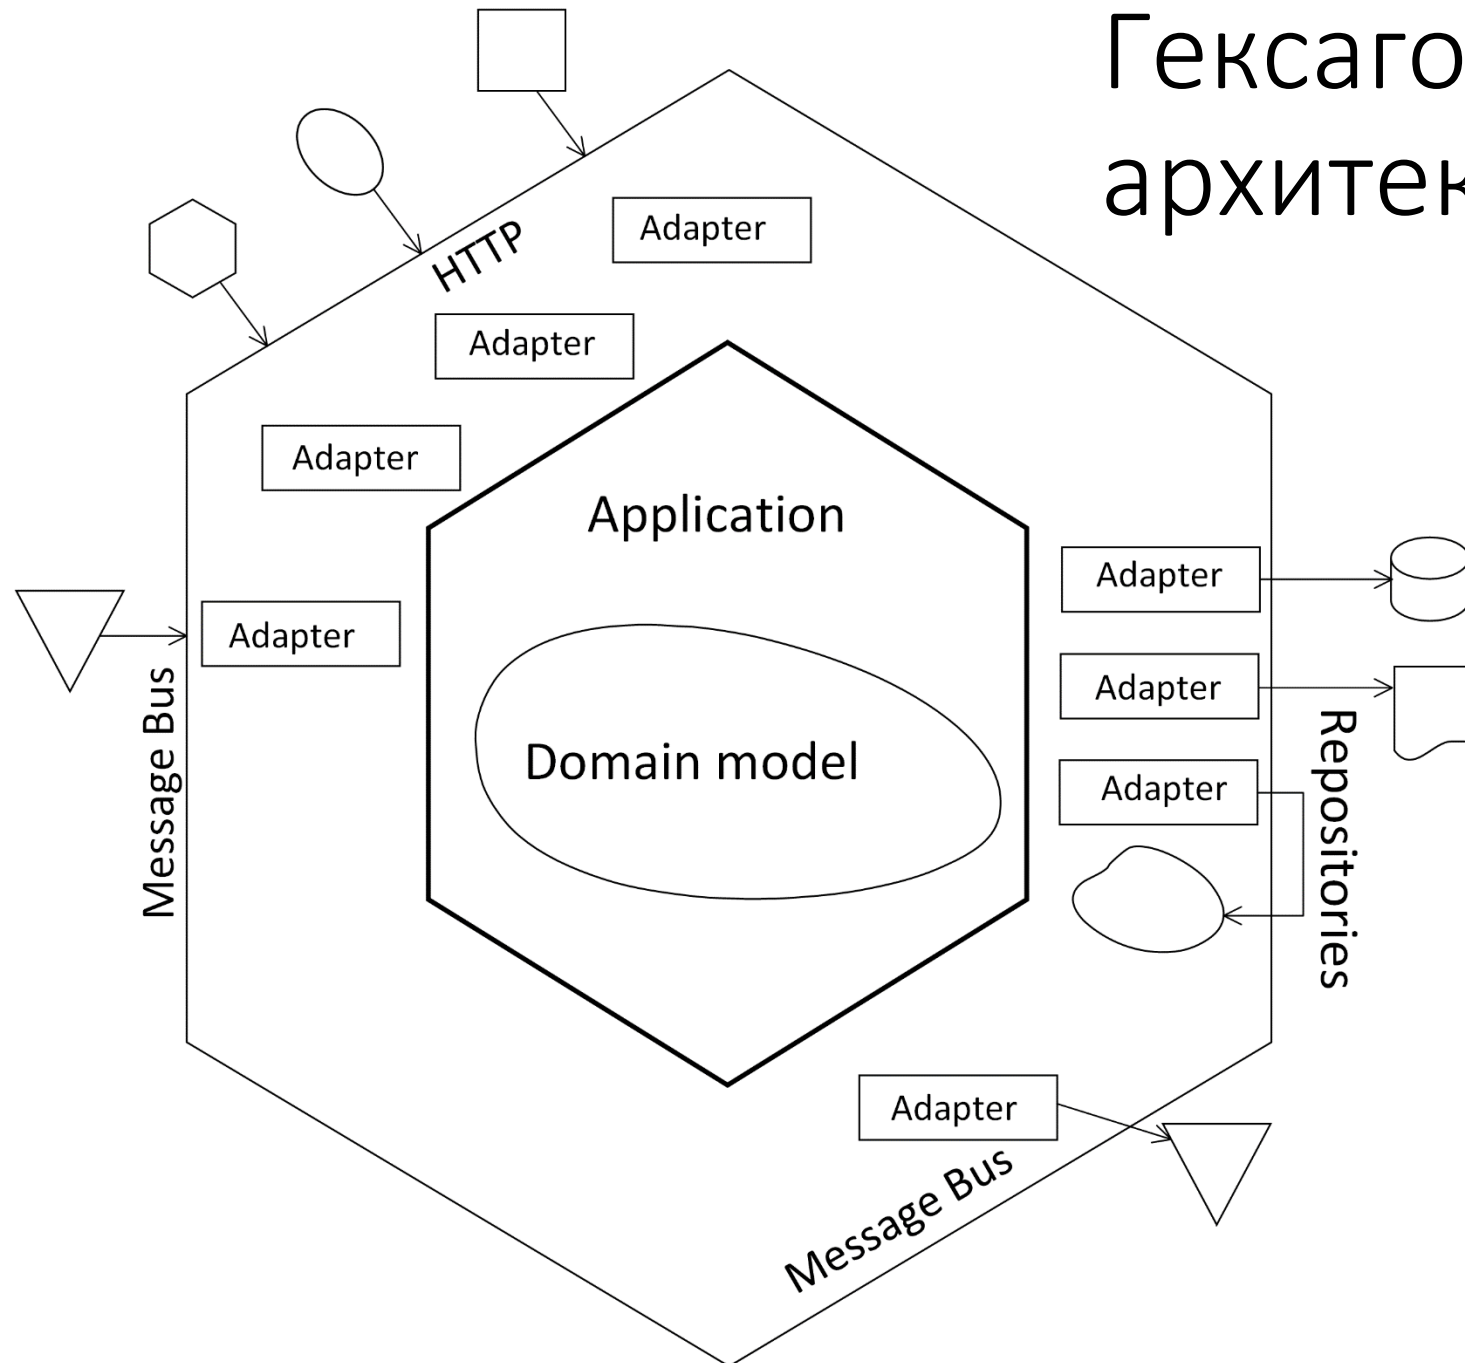 Гексаго
архитек
HTTP
Adapter
Adapter
Adapter
Application
Adapter
Adapter
Message Bus
Adapter
Domain model
Adapter
Repositories
Adapter
Message Bus